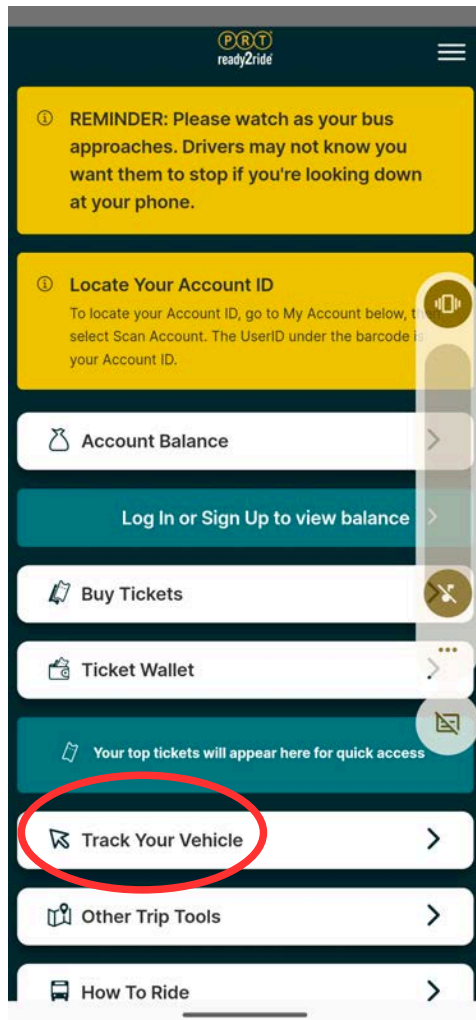 PRT
ready2ride
REMINDER: Please watch as your bus
approaches. Drivers may not know you
want them to stop if you're looking down
at your phone.
Locate Your Account ID
To locate your Account ID, go to My Account below, then
select Scan Account. The UserID under the barcode is
your Account ID.
Account Balance
Log In or Sign Up to view balance
Buy Tickets
Ticket Wallet
Your top tickets will appear here for quick access
Track Your Vehicle
Other Trip Tools
How To Ride